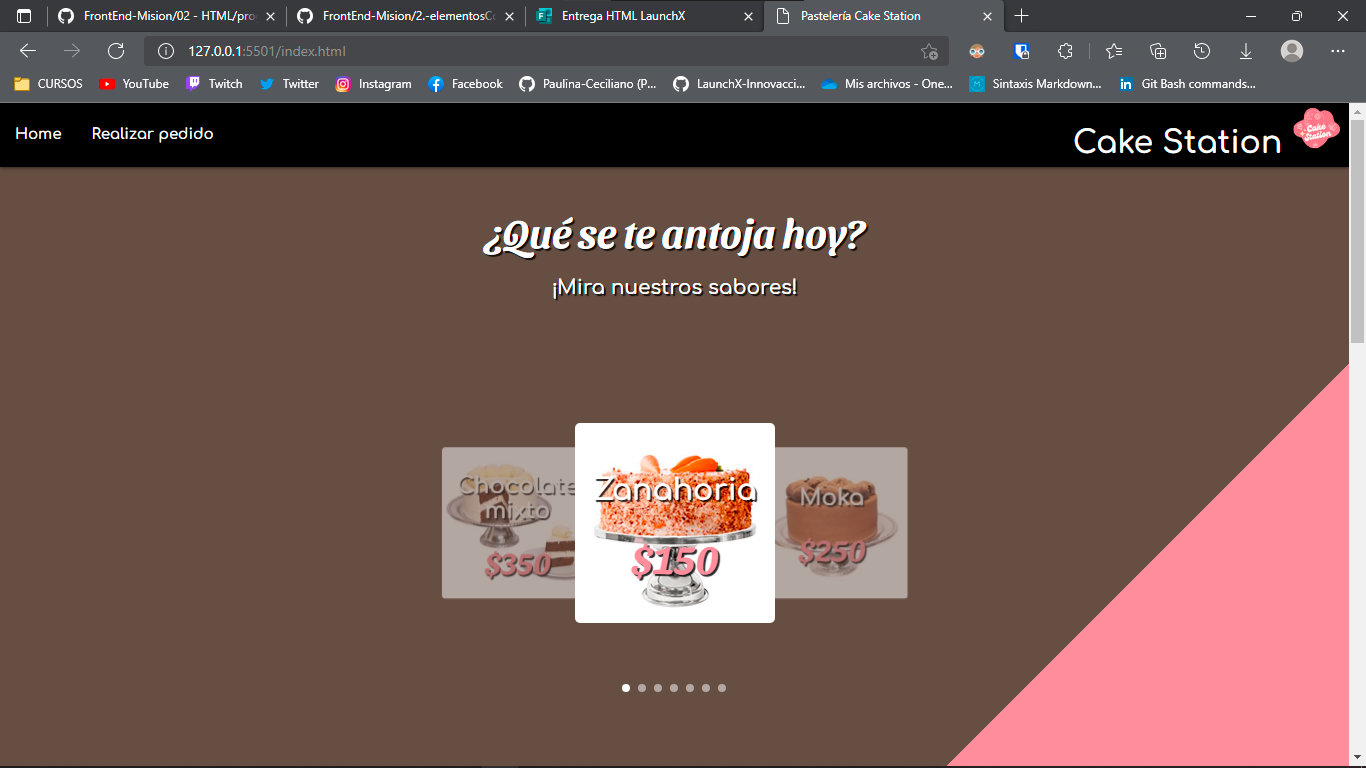 FrontEnd-Mision/02 - HTML/pro
FrontEnd-Mision/2.-elementosCo
Entrega HTML LaunchX
Pastelería Cake Station
127.0.0.1:5501/index.html
CURSOS
YouTube
Twitch
Twitter
Instagram
Facebook
Paulina-Ceciliano (P...
LaunchX-Innovacci...
Mis archivos - One...
Sintaxis Markdown...
Git Bash commands...
Home
Realizar pedido
Cake Station
Cake
Station
¿Qué se te antoja hoy?
¡Mira nuestros sabores!
Chocolate
mixto
$350
Zanahoria
$150
Moka
$250